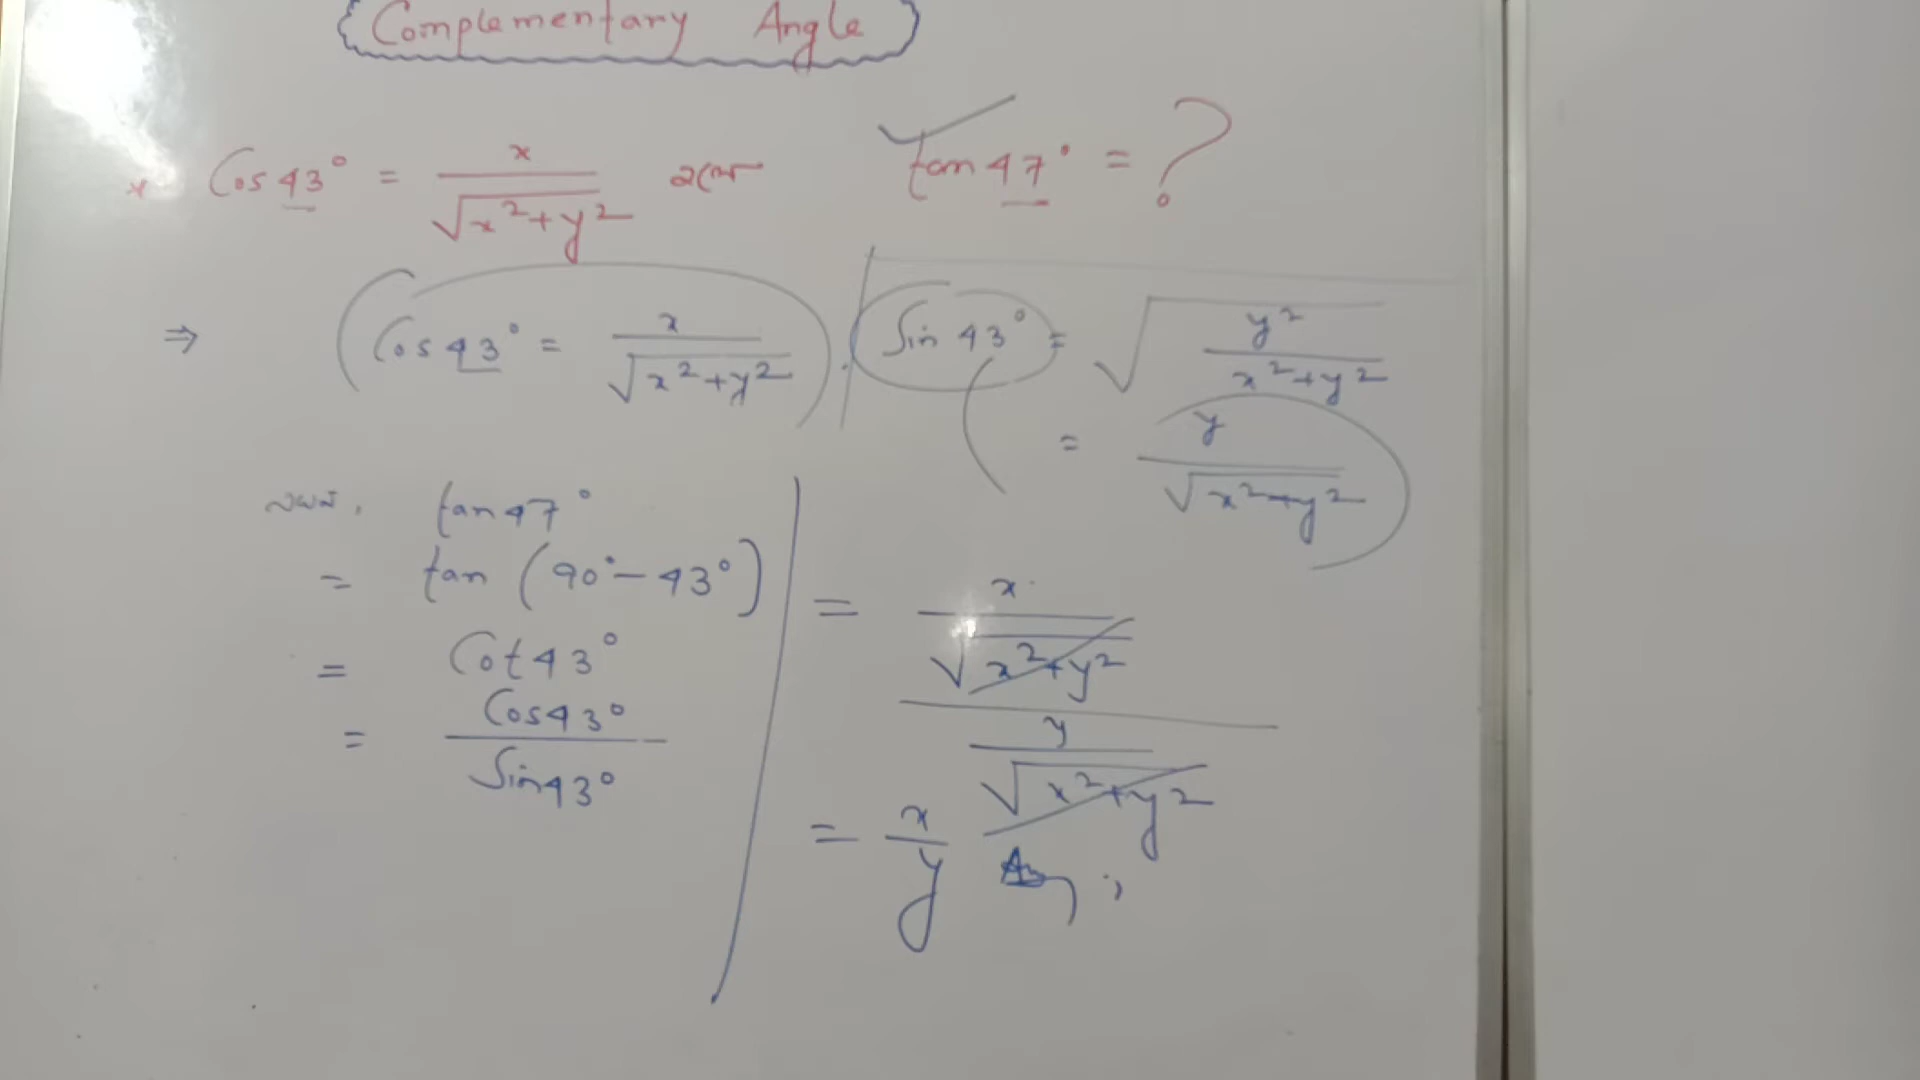 Complementary Angle
* Cos 43° = x / √(x²+y²) হলে tan 47° = ?
⇒ Cos 43° = x / √(x²+y²) . Sin 43° = √(y² / (x²+y²))
= y / √(x²+y²)
tan 47°
= tan (90° - 43°)
= Cot 43°
= Cos 43° / Sin 43°
= (x / √(x²+y²)) / (y / √(x²+y²))
= x / y